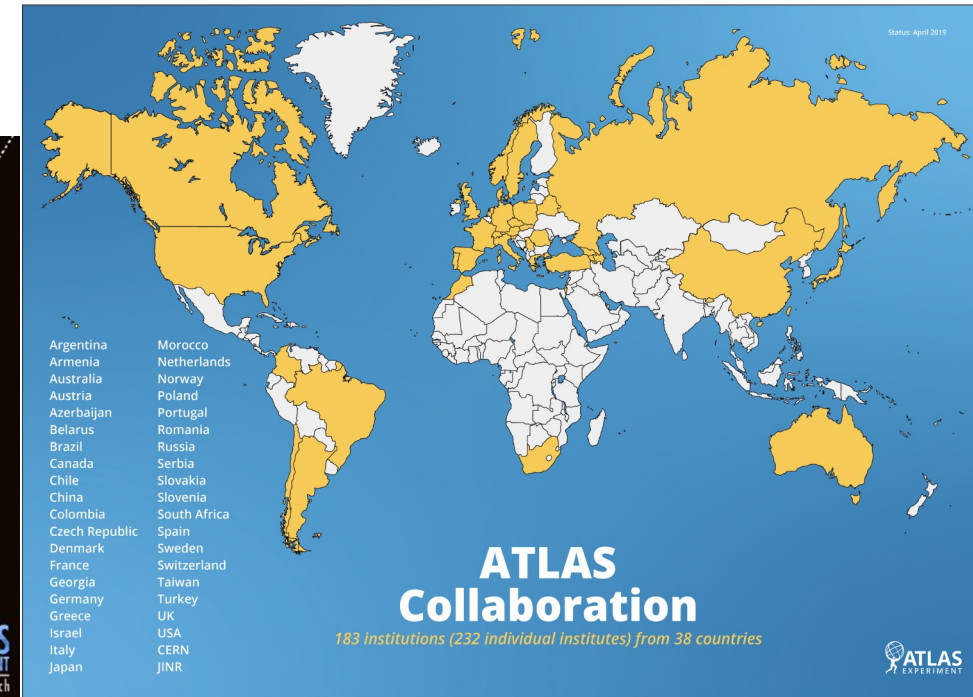 Status: April 2019
Argentina
Armenia
Australia
Austria
Azerbaijan
Belarus
Brazil
Canada
Chile
China
Colombia
Czech Republic
Denmark
France
Georgia
Germany
Greece
Israel
Italy
Japan
Morocco
Netherlands
Norway
Poland
Portugal
Romania
Russia
Serbia
Slovakia
Slovenia
South Africa
Spain
Sweden
Switzerland
Taiwan
Turkey
UK
USA
CERN
JINR
ATLAS
Collaboration
183 institutions (232 individual institutes) from 38 countries
ATLAS
EXPERIMENT